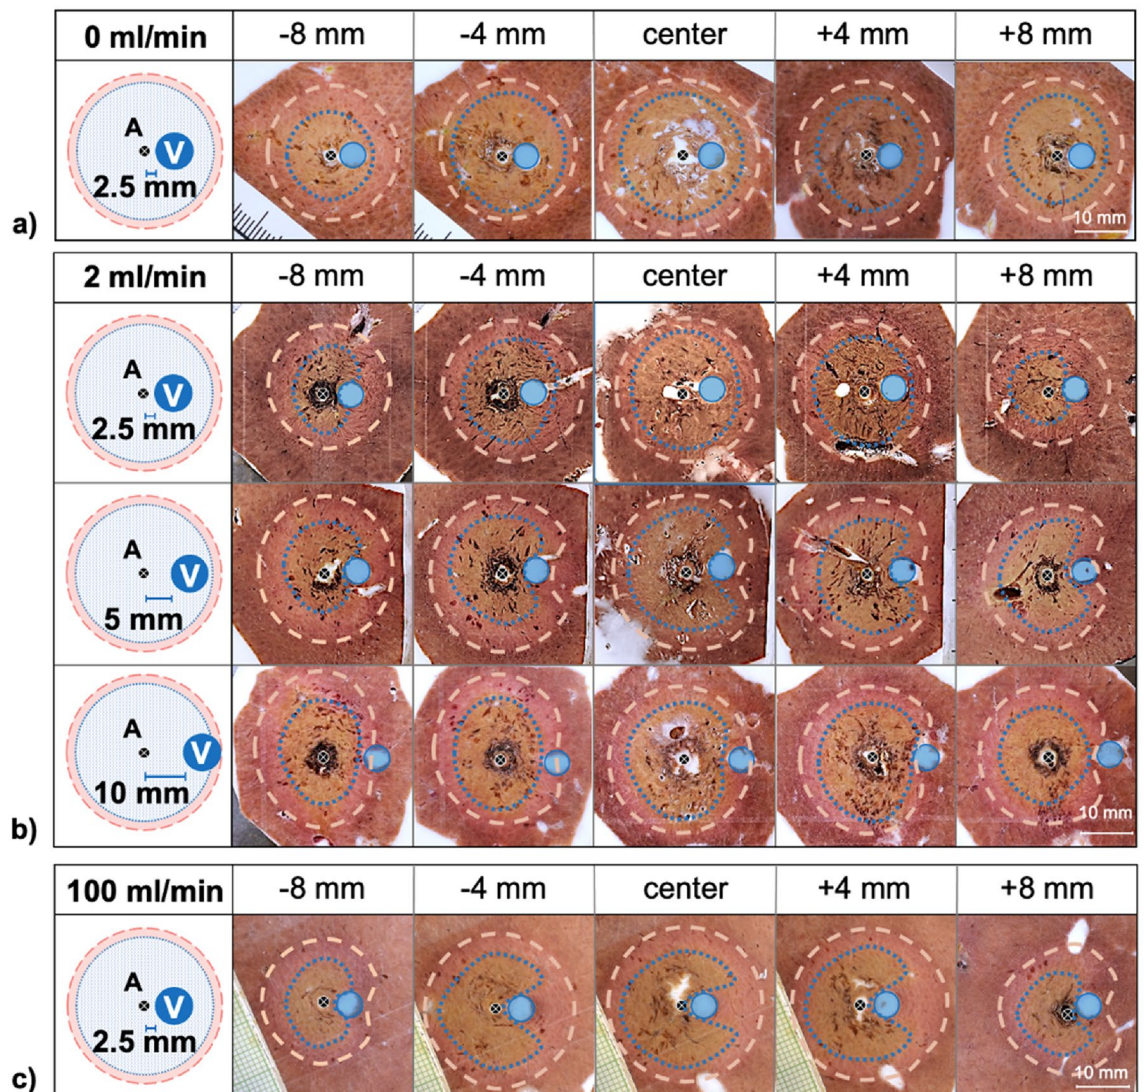 0 ml/min -8 mm -4 mm center +4 mm +8 mm
A
V
2.5 mm
10 mm
a)
2 ml/min -8 mm -4 mm center +4 mm +8 mm
A
V
2.5 mm
A
V
5 mm
A
V
10 mm
10 mm
b)
100 ml/min -8 mm -4 mm center +4 mm +8 mm
A
V
2.5 mm
10 mm
c)